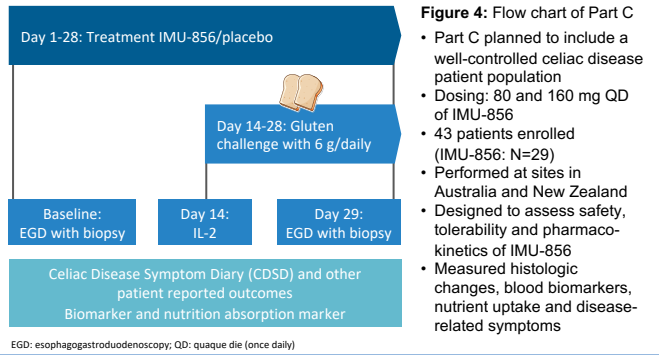 Day 1-28: Treatment IMU-856/placebo
Day 14-28: Gluten
challenge with 6 g/daily
Baseline:
EGD with biopsy
Day 14:
IL-2
Day 29:
EGD with biopsy
Celiac Disease Symptom Diary (CDSD) and other
patient reported outcomes
Biomarker and nutrition absorption marker
EGD: esophagogastroduodenoscopy; QD: quaque die (once daily)
Figure 4: Flow chart of Part C
• Part C planned to include a
well-controlled celiac disease
patient population
• Dosing: 80 and 160 mg QD
of IMU-856
• 43 patients enrolled
(IMU-856: N=29)
• Performed at sites in
Australia and New Zealand
• Designed to assess safety,
tolerability and pharmaco-
kinetics of IMU-856
• Measured histologic
changes, blood biomarkers,
nutrient uptake and disease-
related symptoms